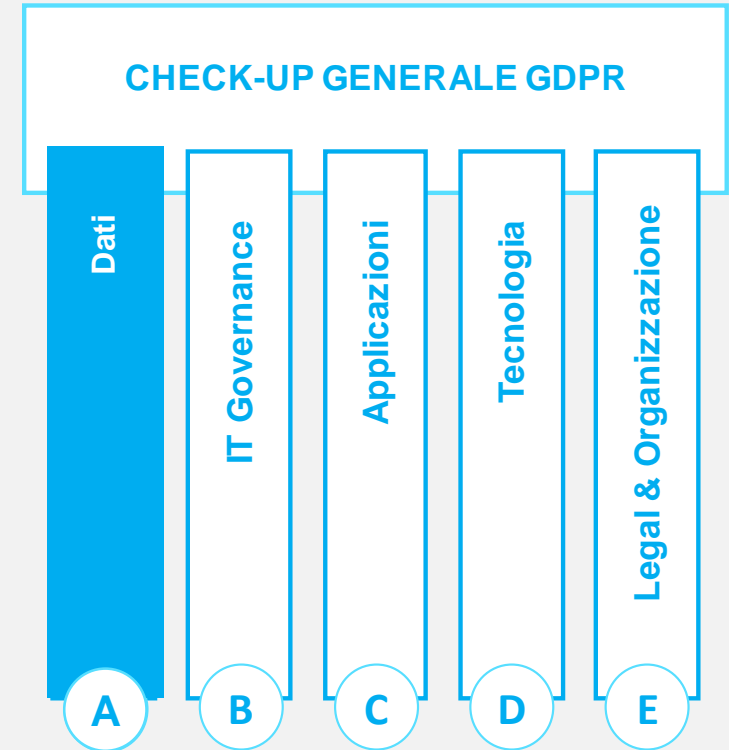 CHECK-UP GENERALE GDPR
Dati
IT Governance
Applicazioni
Tecnologia
Legal & Organizzazione
A
B
C
D
E